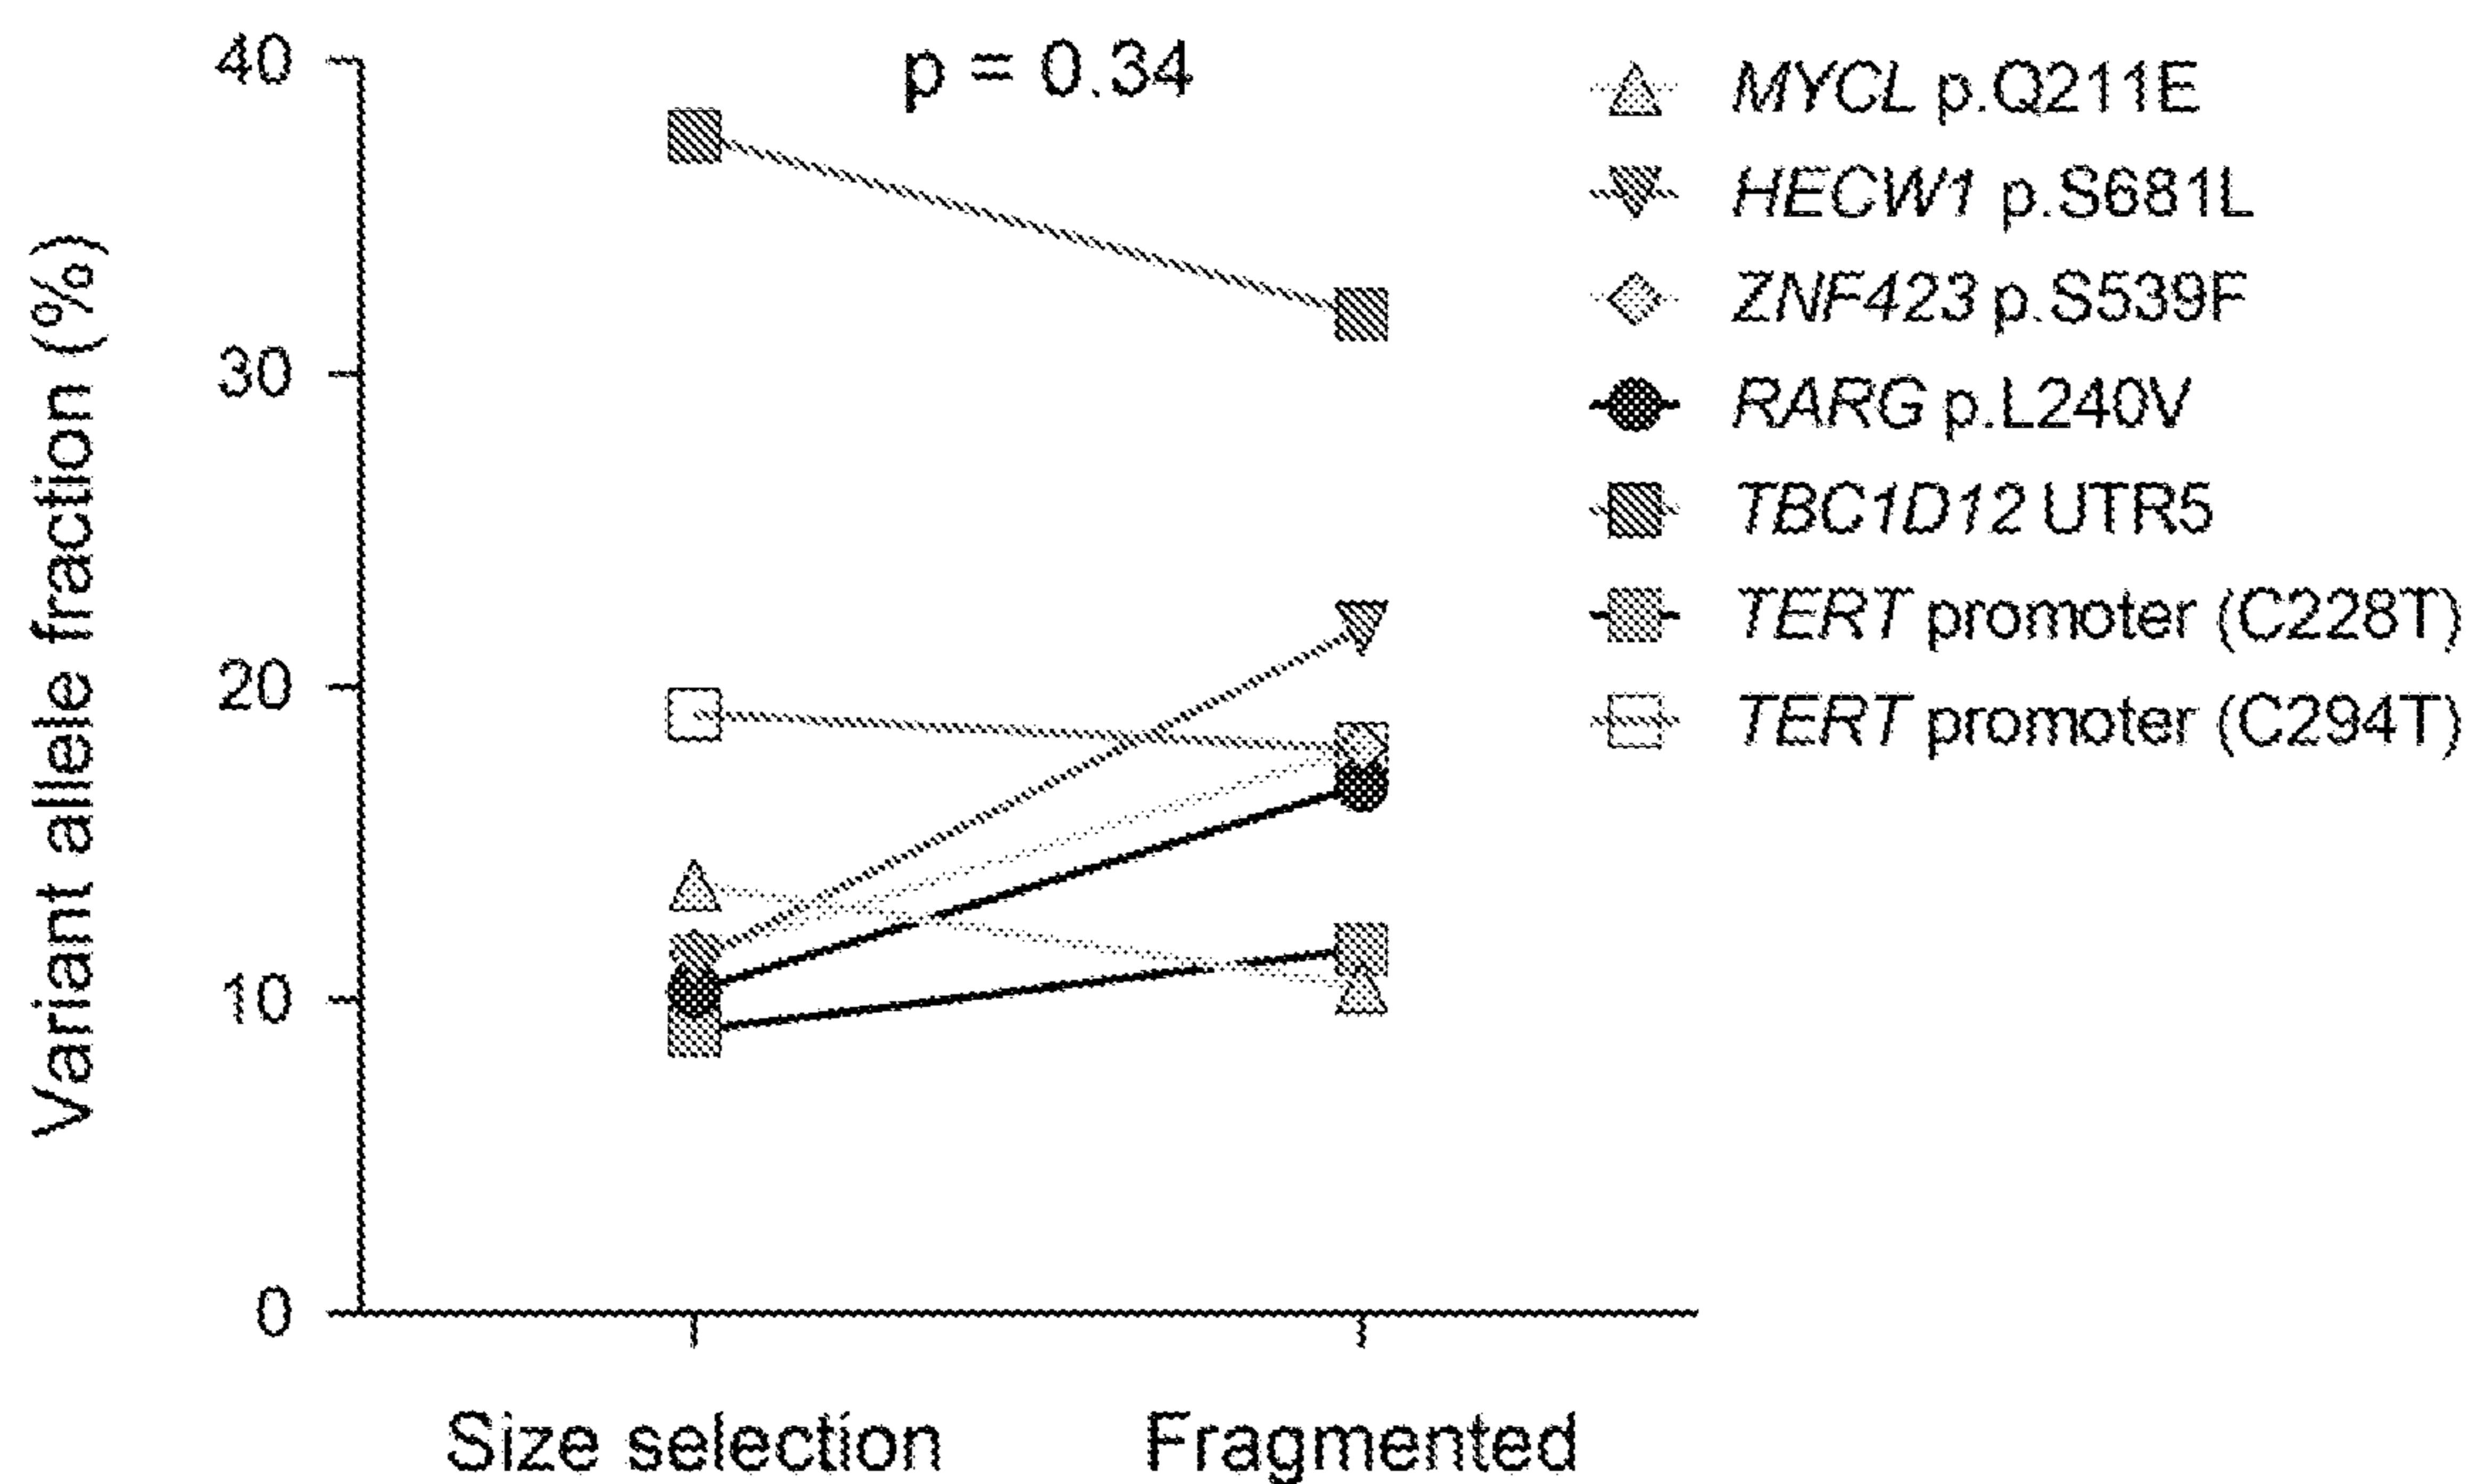 p = 0.34
Variant allele fraction (%)
40
30
20
10
0
Size selection
Fragmented
MYCL p.Q211E
HECW1 p.S681L
ZNF423 p.S539F
RARG p.L240V
TBC1D12 UTR5
TERT promoter (C228T)
TERT promoter (C294T)